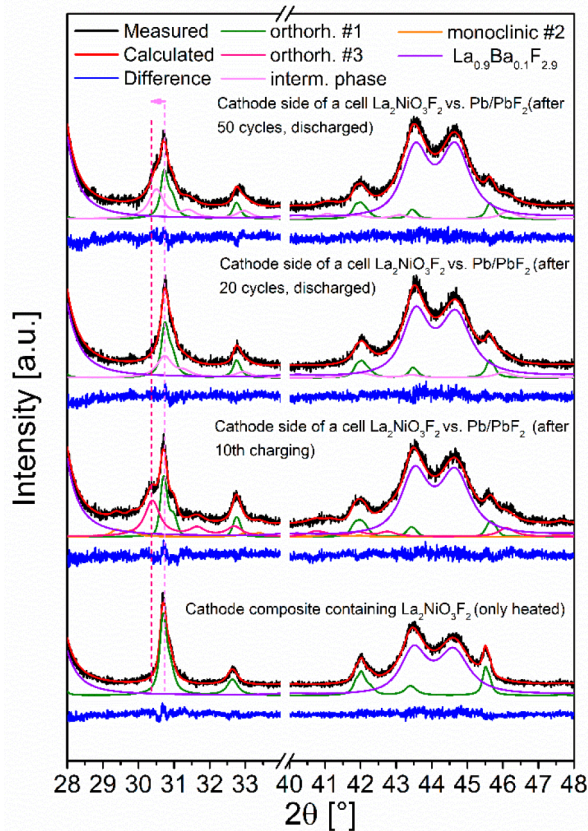 Measured
orthorh. #1
monoclinic #2
Calculated
orthorh. #3
La₀.₉Ba₀.₁F₂.₉
Difference
interm. phase
Cathode side of a cell La₂NiO₃F₂ vs. Pb/PbF₂ (after
50 cycles, discharged)
Cathode side of a cell La₂NiO₃F₂ vs. Pb/PbF₂ (after
20 cycles, discharged)
Cathode side of a cell La₂NiO₃F₂ vs. Pb/PbF₂ (after
10th charging)
Cathode composite containing La₂NiO₃F₂ (only heated)
Intensity [a.u.]
28 29 30 31 32 33 40 41 42 43 44 45 46 47 48
2θ [°]